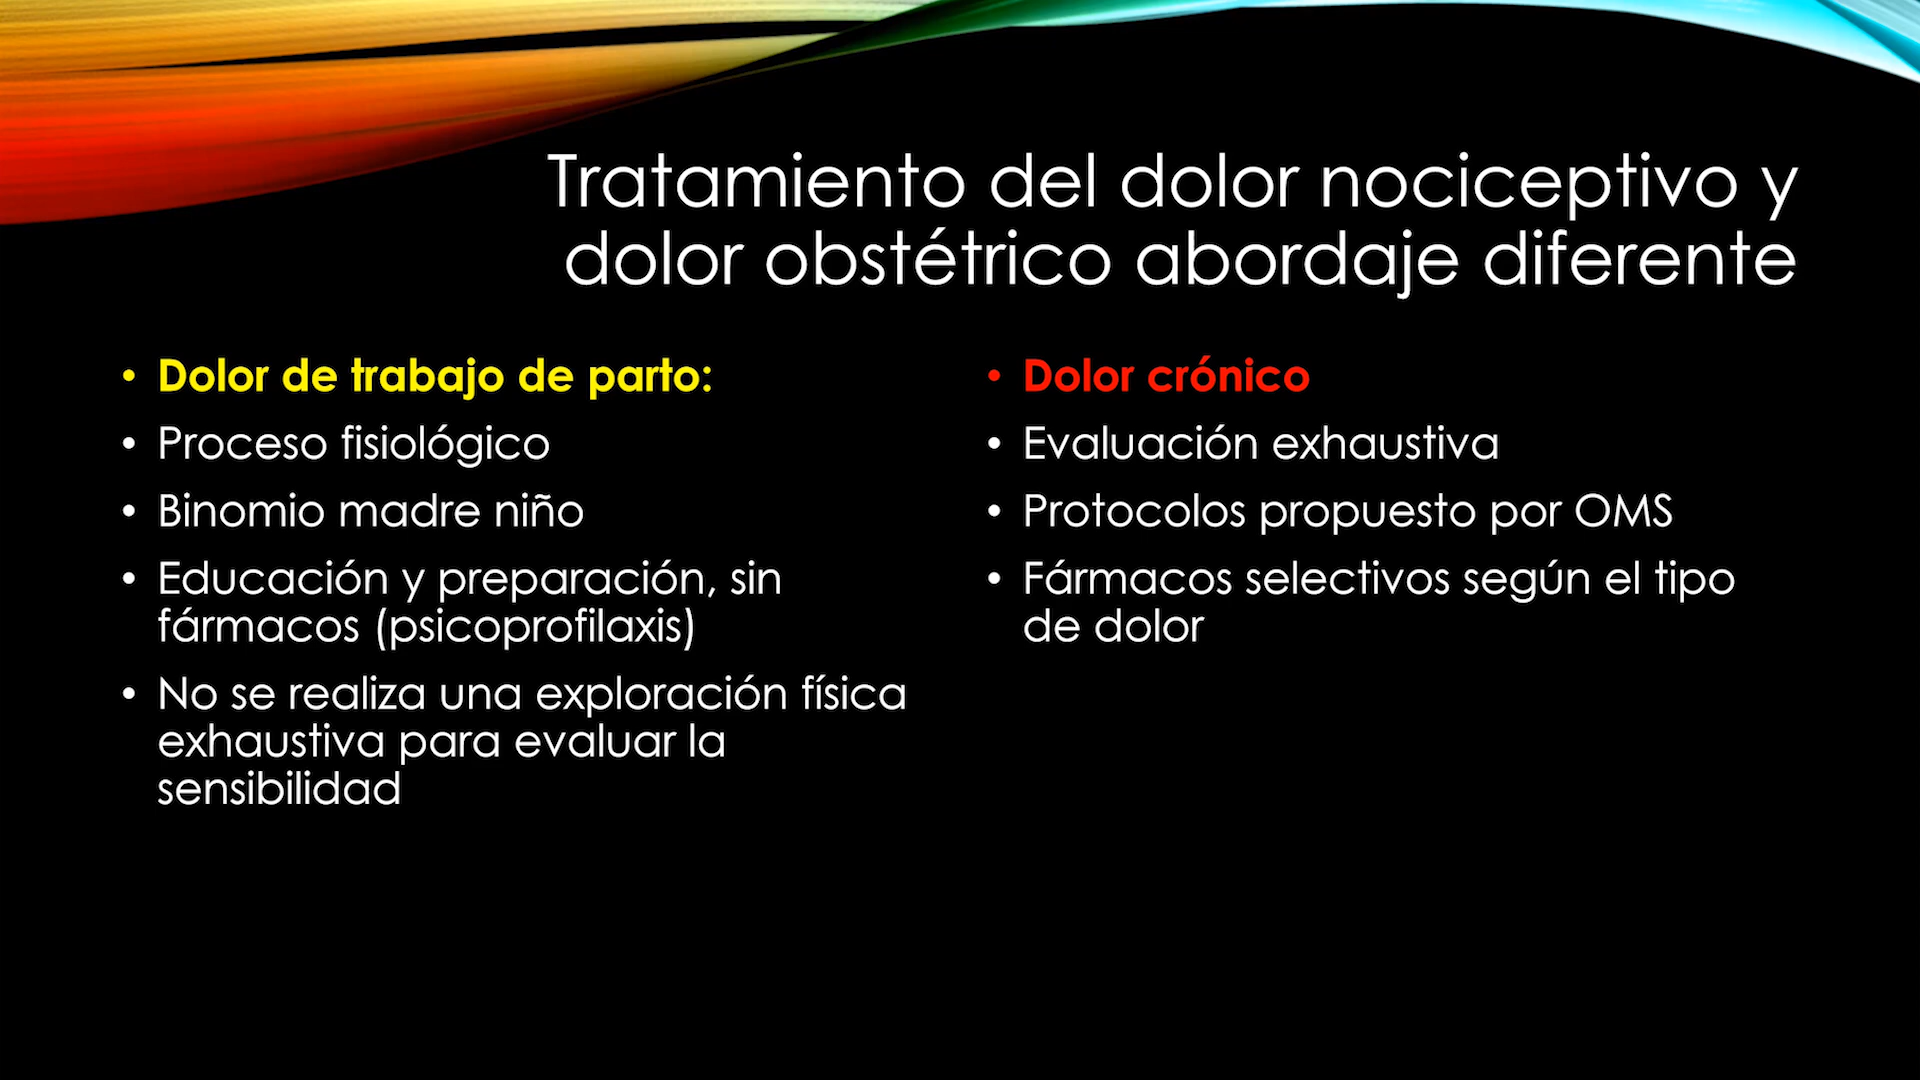 Tratamiento del dolor nociceptivo y
dolor obstétrico abordaje diferente
• Dolor de trabajo de parto:
• Proceso fisiológico
• Binomio madre niño
• Educación y preparación, sin
fármacos (psicoprofilaxis)
• No se realiza una exploración física
exhaustiva para evaluar la
sensibilidad
• Dolor crónico
• Evaluación exhaustiva
• Protocolos propuesto por OMS
• Fármacos selectivos según el tipo
de dolor